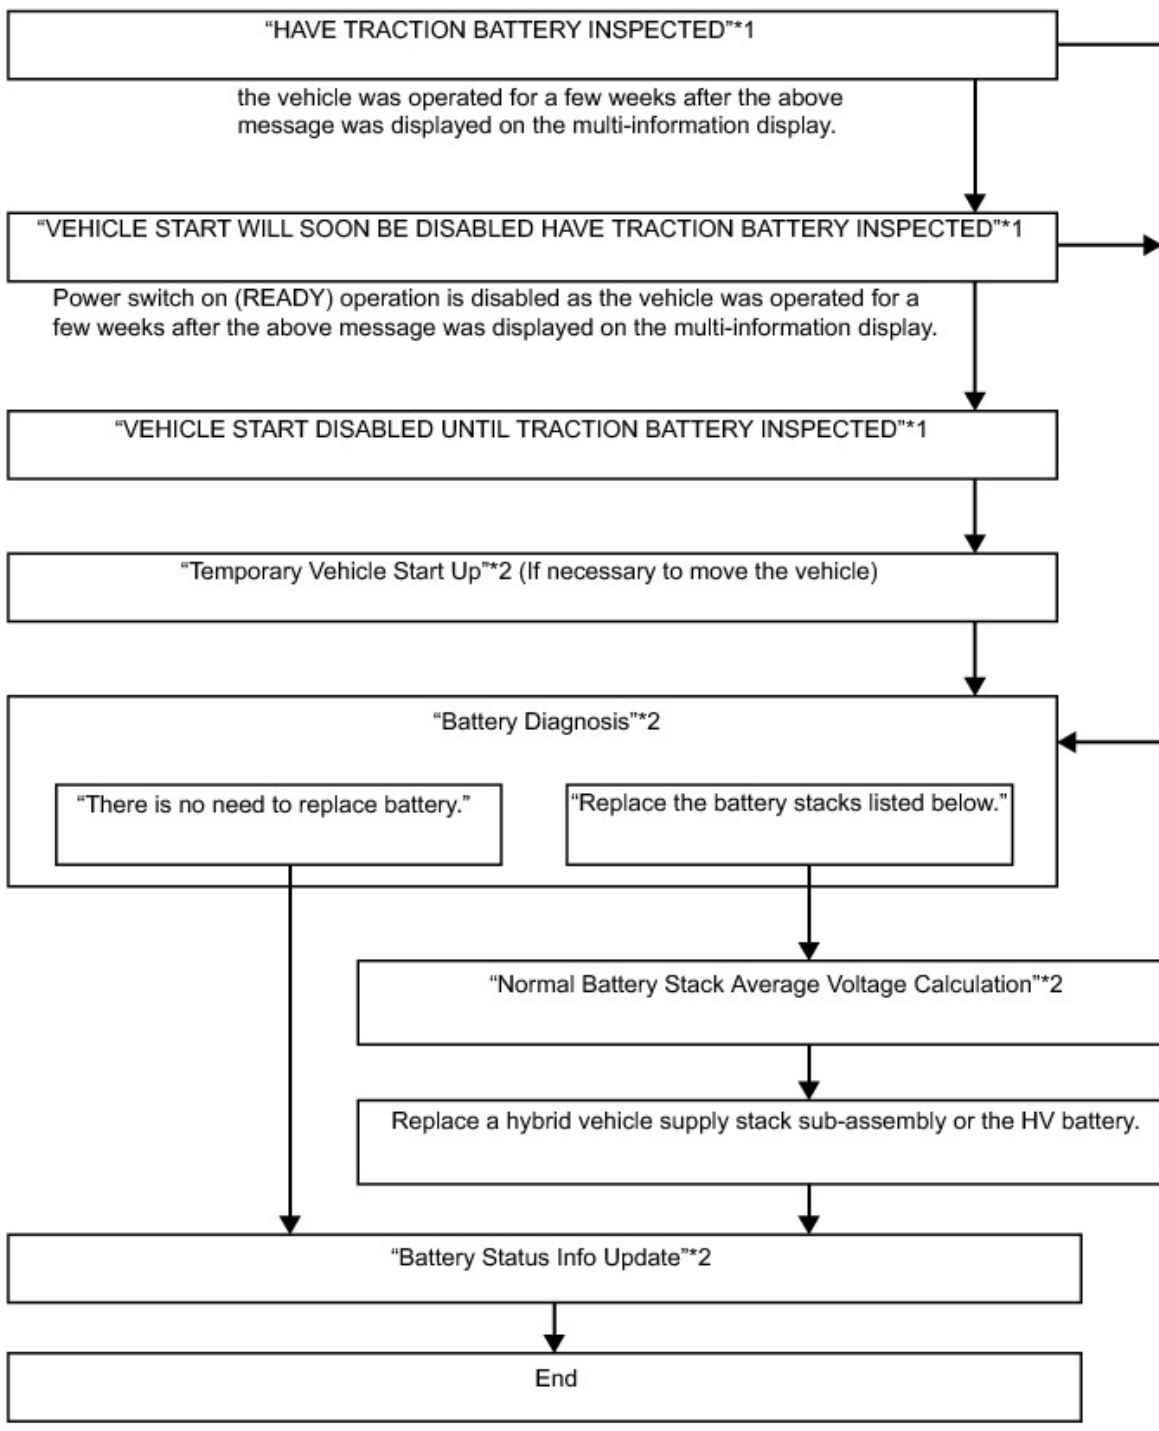 “HAVE TRACTION BATTERY INSPECTED”*1
the vehicle was operated for a few weeks after the above
message was displayed on the multi-information display.
“VEHICLE START WILL SOON BE DISABLED HAVE TRACTION BATTERY INSPECTED”*1
Power switch on (READY) operation is disabled as the vehicle was operated for a
few weeks after the above message was displayed on the multi-information display.
“VEHICLE START DISABLED UNTIL TRACTION BATTERY INSPECTED”*1
“Temporary Vehicle Start Up”*2 (If necessary to move the vehicle)
“Battery Diagnosis”*2
“There is no need to replace battery.”
“Replace the battery stacks listed below.”
“Normal Battery Stack Average Voltage Calculation”*2
Replace a hybrid vehicle supply stack sub-assembly or the HV battery.
“Battery Status Info Update”*2
End